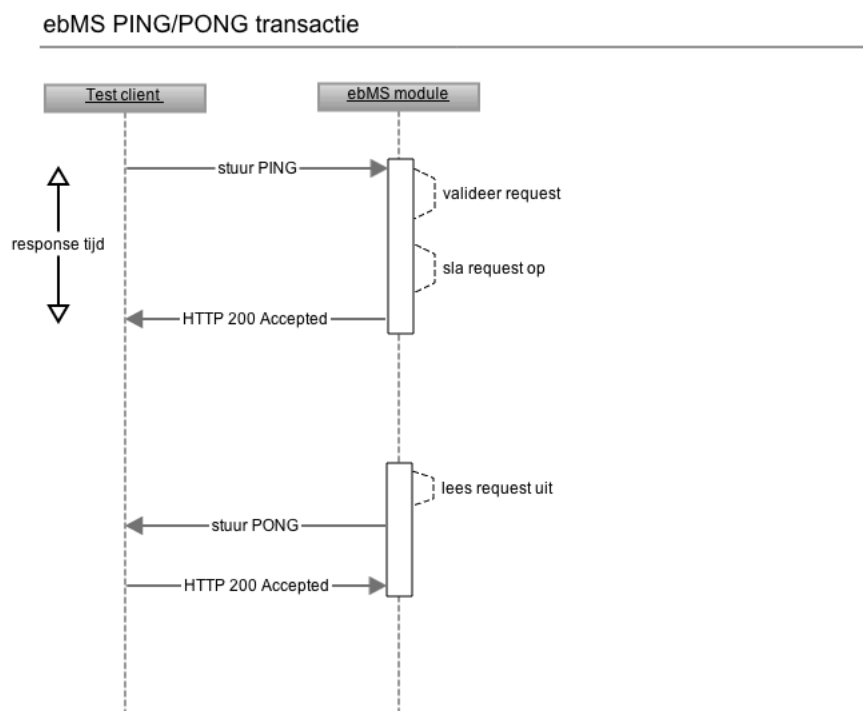 ebMS PING/PONG transactie
Test client
ebMS module
stuur PING
valideer request
response tijd
sla request op
HTTP 200 Accepted
lees request uit
stuur PONG
HTTP 200 Accepted